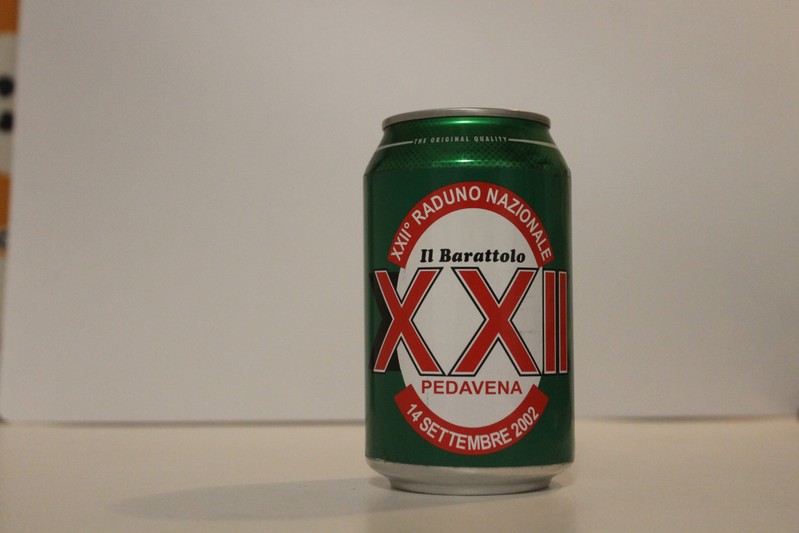 THE ORIGINAL QUALITY
XXII° RADUNO NAZIONALE
Il Barattolo
XXII
PEDAVENA
14 SETTEMBRE 2002